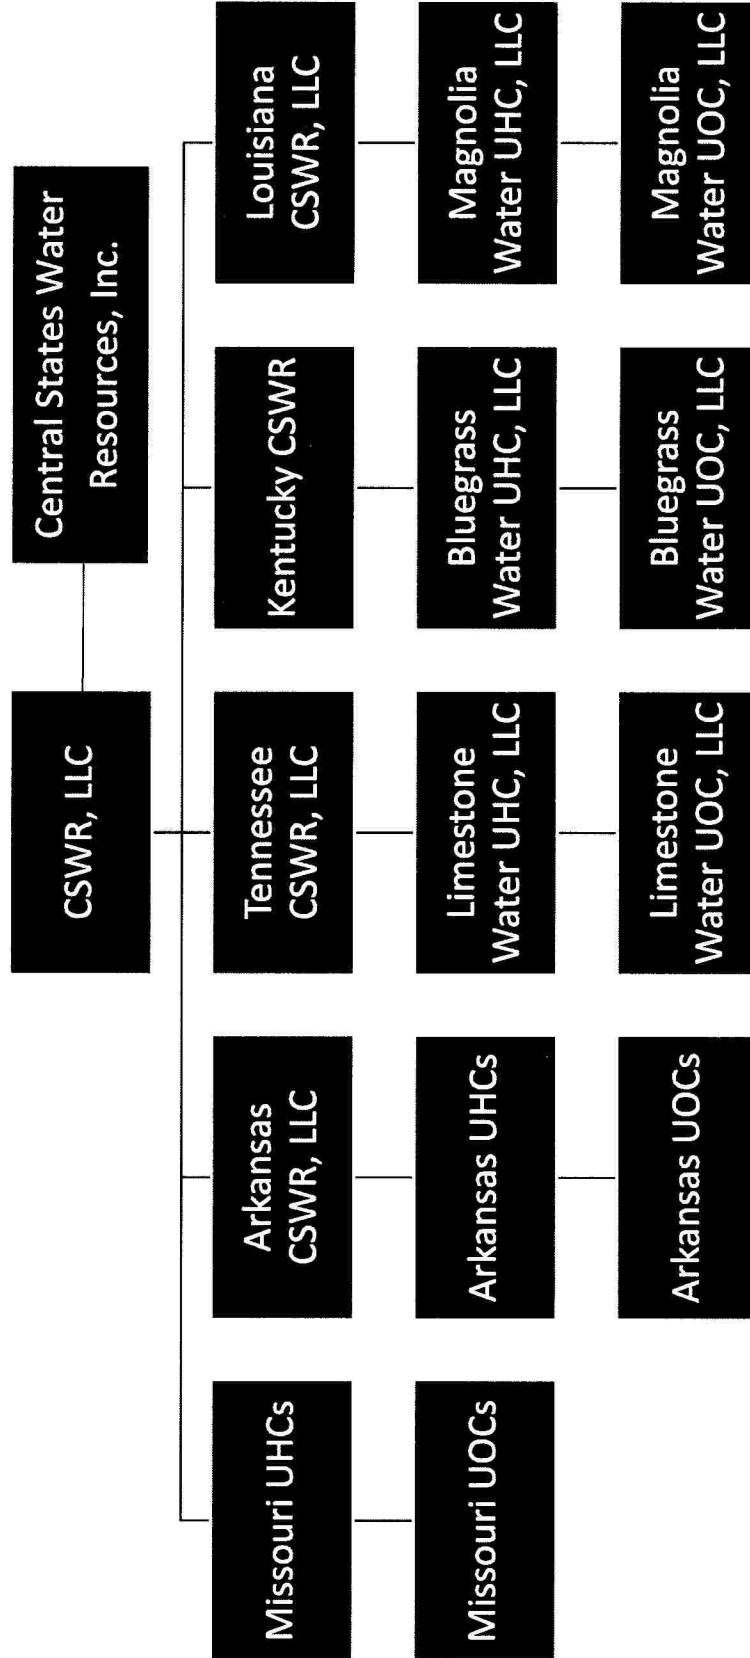 CSWR, LLC
Central States Water
Resources, Inc.
Missouri UHCs
Arkansas
CSWR, LLC
Tennessee
CSWR, LLC
Kentucky CSWR
Louisiana
CSWR, LLC
Missouri UOCs
Arkansas UHCs
Limestone
Water UHC, LLC
Bluegrass
Water UHC, LLC
Magnolia
Water UHC, LLC
Arkansas UOCs
Limestone
Water UOC, LLC
Bluegrass
Water UOC, LLC
Magnolia
Water UOC, LLC